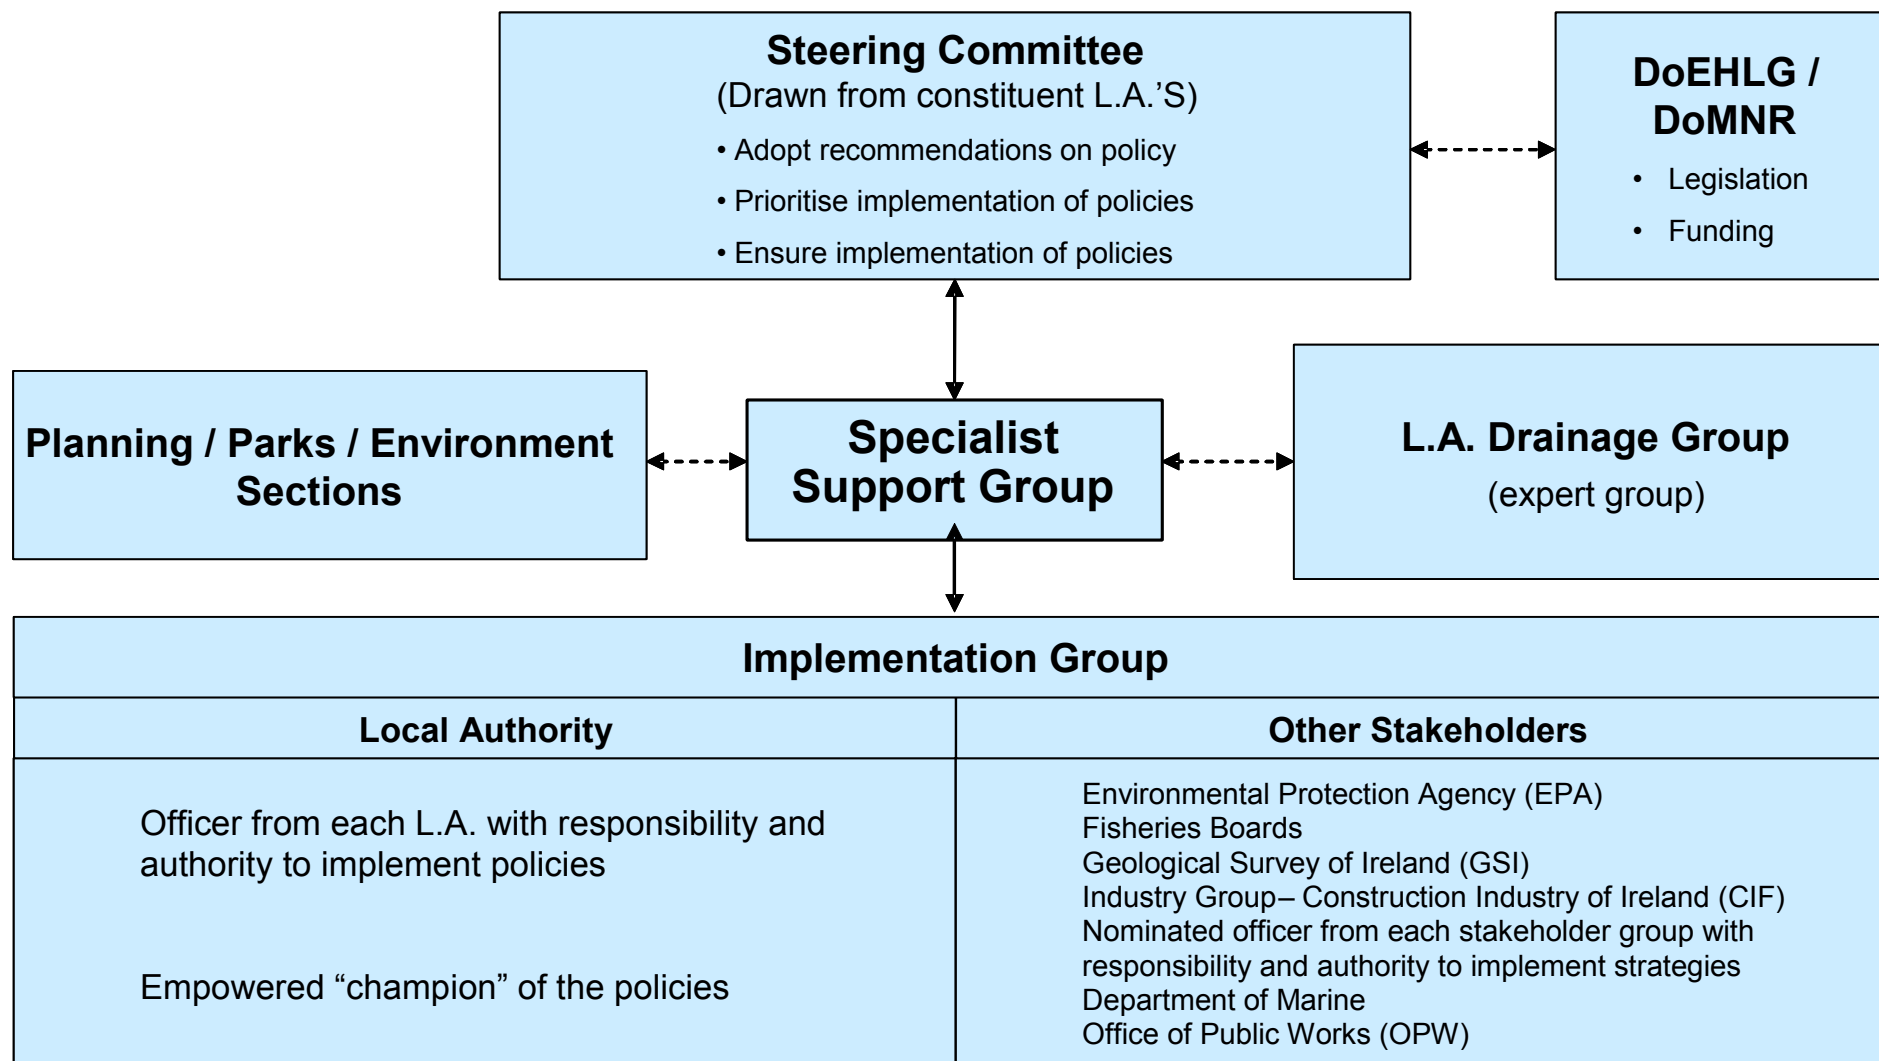 Steering Committee
(Drawn from constituent L.A.’S)
• Adopt recommendations on policy
• Prioritise implementation of policies
• Ensure implementation of policies
DoEHLG /
DoMNR
• Legislation
• Funding
Planning / Parks / Environment
Sections
Specialist
Support Group
L.A. Drainage Group
(expert group)
Implementation Group
Local Authority
Officer from each L.A. with responsibility and
authority to implement policies
Empowered “champion” of the policies
Other Stakeholders
Environmental Protection Agency (EPA)
Fisheries Boards
Geological Survey of Ireland (GSI)
Industry Group– Construction Industry of Ireland (CIF)
Nominated officer from each stakeholder group with
responsibility and authority to implement strategies
Department of Marine
Office of Public Works (OPW)